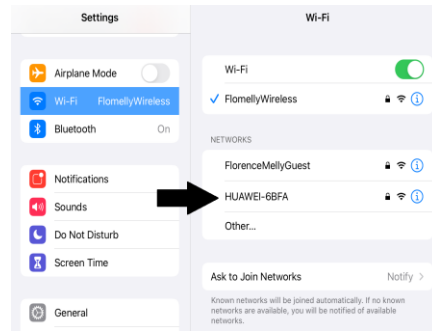 Settings
Airplane Mode
Wi-Fi FlomellyWireless
Bluetooth On
Notifications
Sounds
Do Not Disturb
Screen Time
General
Wi-Fi
Wi-Fi
FlomellyWireless
NETWORKS
FlorenceMellyGuest
HUAWEI-6BFA
Other...
Ask to Join Networks Notify
Known networks will be joined automatically. If no known
networks are available, you will be notified of available
networks.